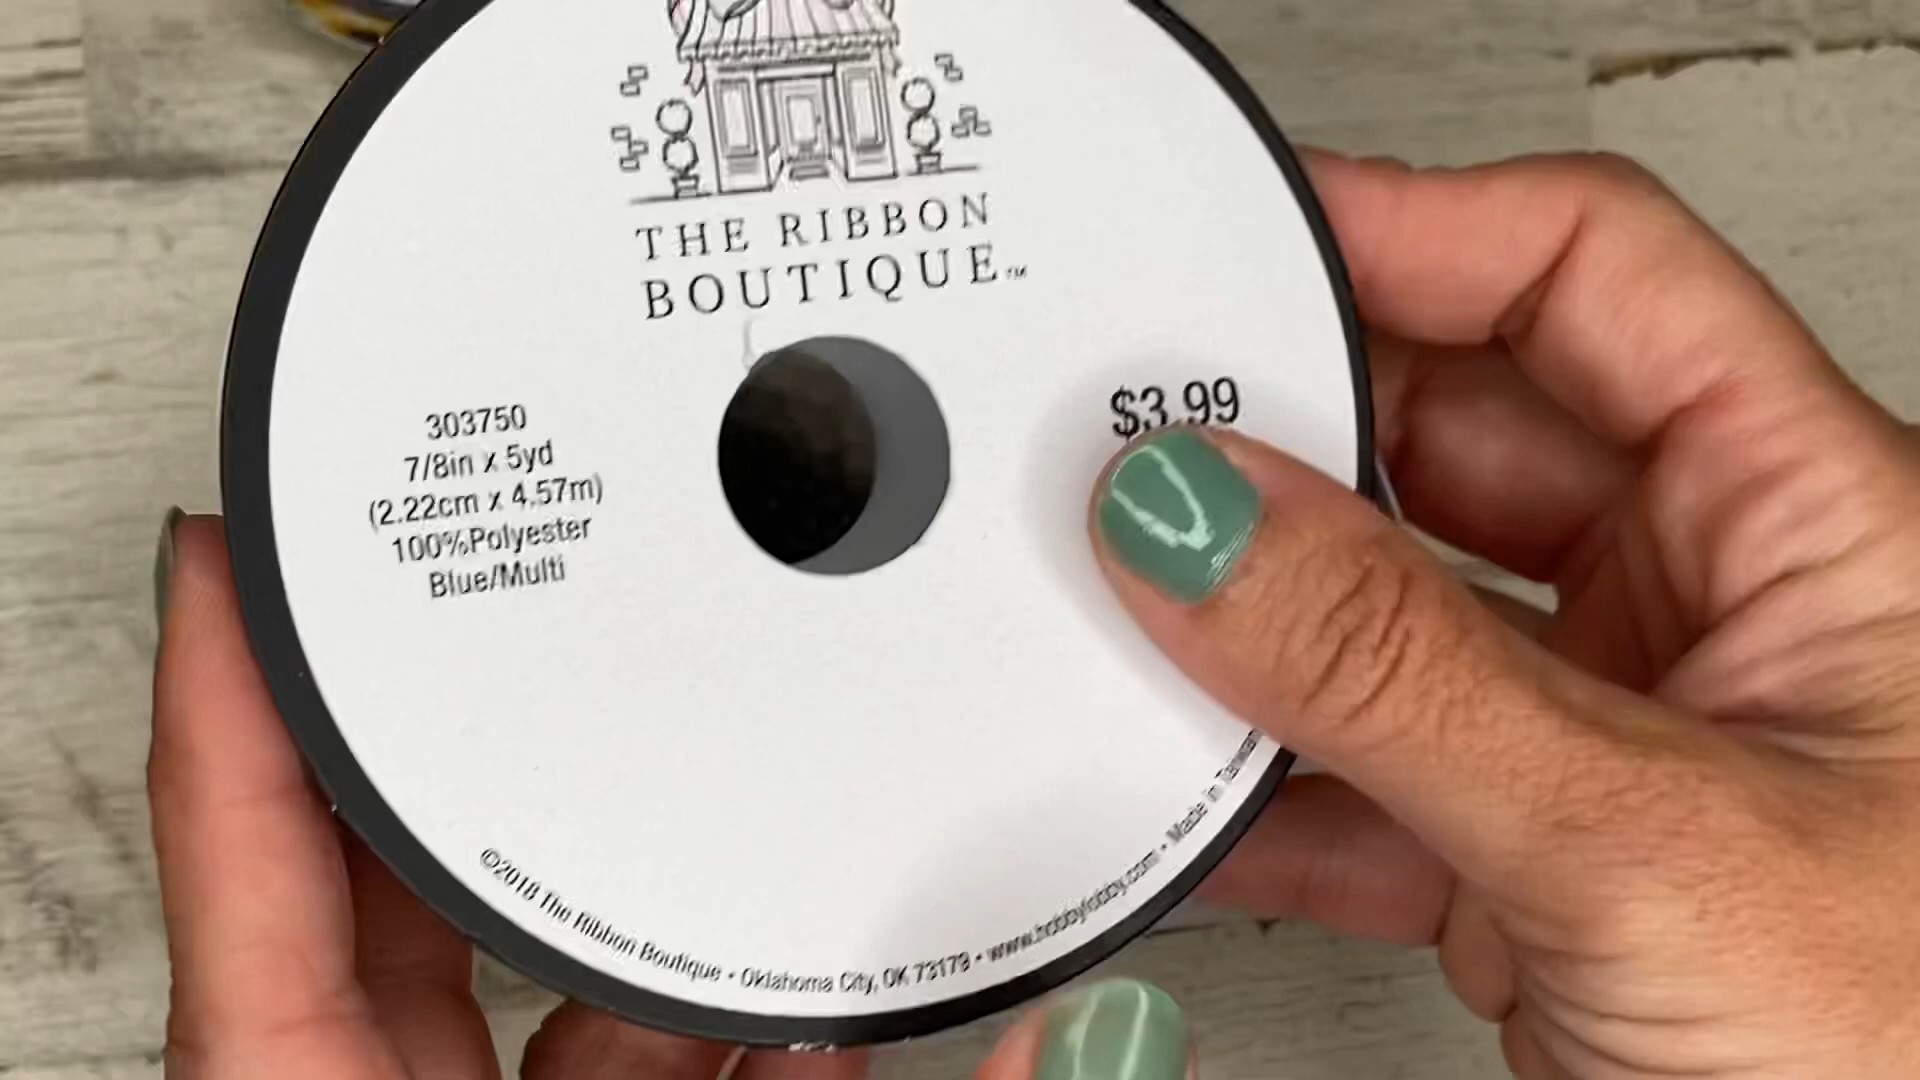 THE RIBBON
BOUTIQUE™
303750
7/8in x 5yd
(2.22cm x 4.57m)
100%Polyester
Blue/Multi
$3.99
©2018 The Ribbon Boutique • Oklahoma City, OK 73179 • www.hobbylobby.com • Made in Taiwan